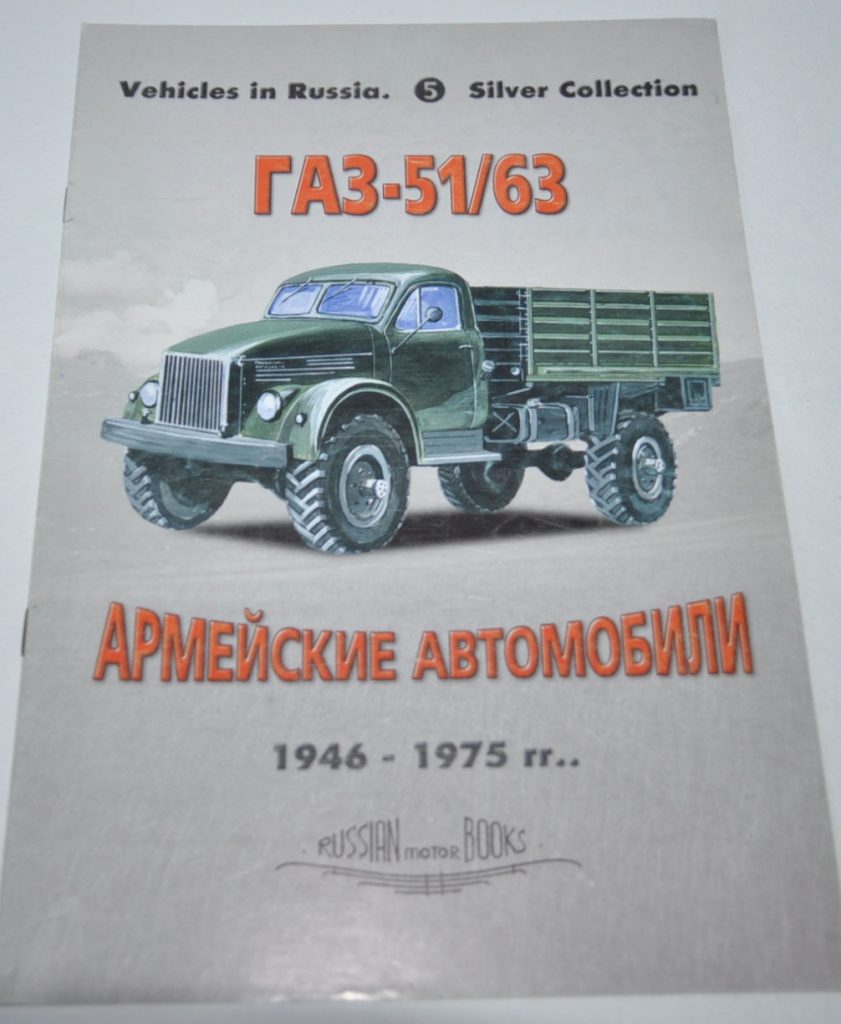 Vehicles in Russia. 5 Silver Collection
ГАЗ-51/63
АРМЕЙСКИЕ АВТОМОБИЛИ
1946 - 1975 гг..
RUSSIAN MOTOR BOOKS